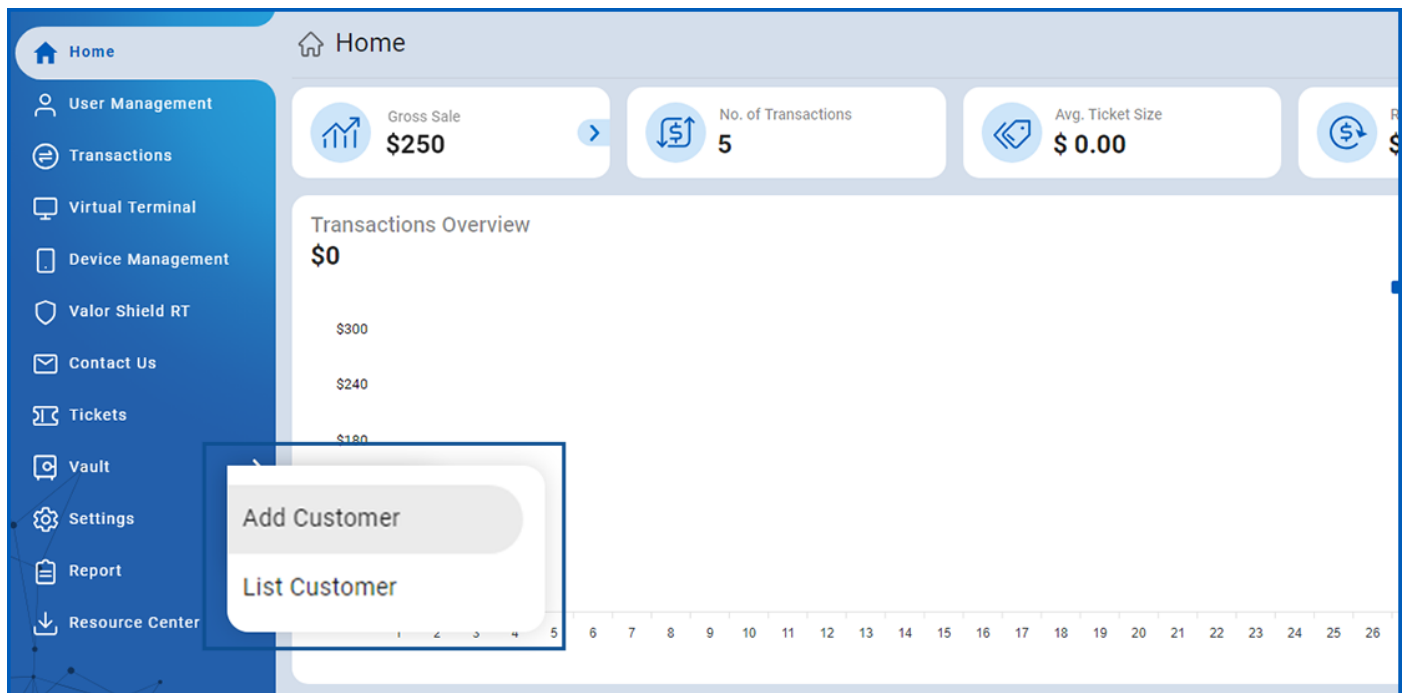 Home
User Management
Transactions
Virtual Terminal
Device Management
Valor Shield RT
Contact Us
Tickets
Vault
Settings
Report
Resource Center
Add Customer
List Customer
Home
Gross Sale
$250
No. of Transactions
5
Avg. Ticket Size
$ 0.00
R
$
Transactions Overview
$0
$300
$240
$180
1 2 3 4 5 6 7 8 9 10 11 12 13 14 15 16 17 18 19 20 21 22 23 24 25 26